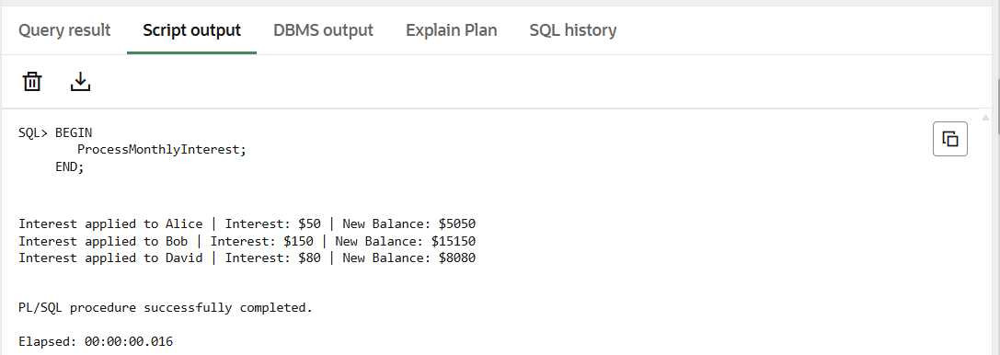 Query result Script output DBMS output Explain Plan SQL history
SQL> BEGIN
ProcessMonthlyInterest;
END;
Interest applied to Alice | Interest: $50 | New Balance: $5050
Interest applied to Bob | Interest: $150 | New Balance: $15150
Interest applied to David | Interest: $80 | New Balance: $8080
PL/SQL procedure successfully completed.
Elapsed: 00:00:00.016